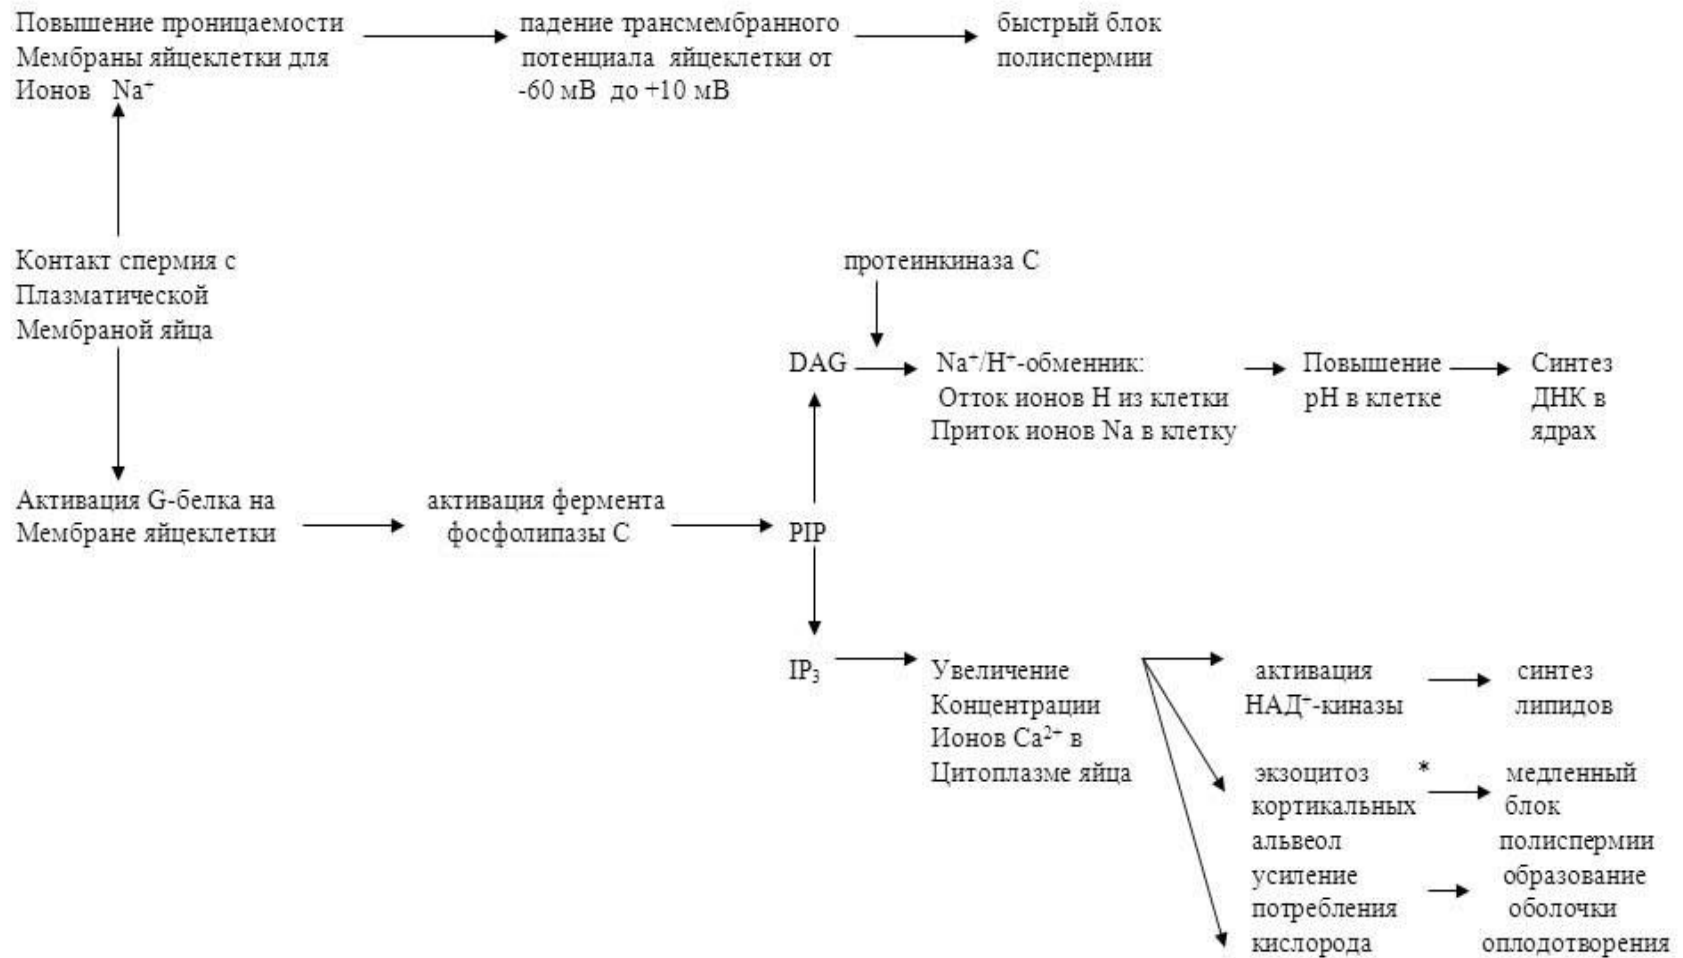 Повышение проницаемости
Мембраны яйцеклетки для
Ионов Na⁺
падение трансмембранного
потенциала яйцеклетки от
-60 мВ до +10 мВ
быстрый блок
полиспермии
Контакт спермия с
Плазматической
Мембраной яйца
протеинкиназа С
DAG
Na⁺/H⁺-обменник:
Отток ионов Н из клетки
Приток ионов Na в клетку
Повышение
рН в клетке
Синтез
ДНК в
ядрах
Активация G-белка на
Мембране яйцеклетки
активация фермента
фосфолипазы С
PIP
IP₃
Увеличение
Концентрации
Ионов Ca²⁺ в
Цитоплазме яйца
активация
НАД⁺-киназы
синтез
липидов
экзоцитоз *
кортикальных
альвеол
медленный
блок
полиспермии
усиление
потребления
кислорода
образование
оболочки
оплодотворения